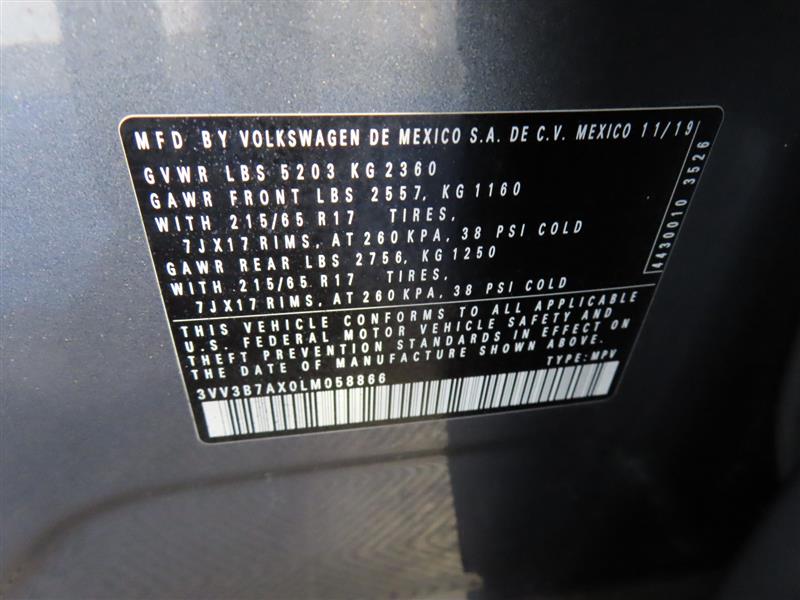 MFD BY VOLKSWAGEN DE MEXICO S.A. DE C.V. MEXICO 11/19
GVWR LBS 5203 KG 2360
GAWR FRONT LBS 2557, KG 1160
WITH 215/65 R17 TIRES,
7JX17 RIMS, AT 260 KPA, 38 PSI COLD
GAWR REAR LBS 2756, KG 1250
WITH 215/65 R17 TIRES,
7JX17 RIMS, AT 260 KPA, 38 PSI COLD
4430010 3526
THIS VEHICLE CONFORMS TO ALL APPLICABLE
U.S. FEDERAL MOTOR VEHICLE SAFETY AND
THEFT PREVENTION STANDARDS IN EFFECT ON
THE DATE OF MANUFACTURE SHOWN ABOVE.
3VV3B7AX0LM058866 TYPE: MPV